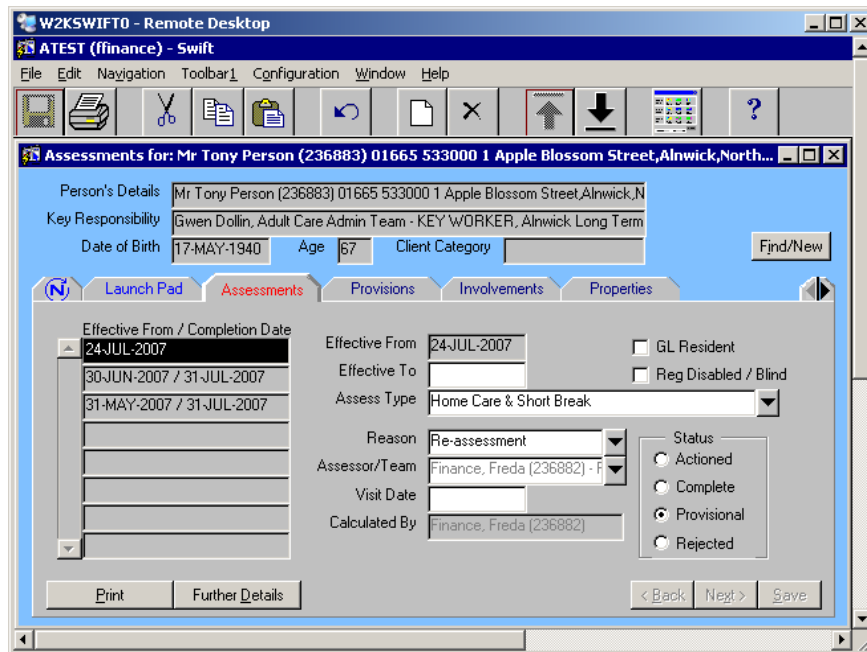 W2KSWIFT0 - Remote Desktop
ATEST (ffinance) - Swift
File Edit Navigation Toolbar1 Configuration Window Help
Assessments for: Mr Tony Person (236883) 01665 533000 1 Apple Blossom Street,Alnwick,North...
Person's Details Mr Tony Person (236883) 01665 533000 1 Apple Blossom Street,Alnwick,N
Key Responsibility Gwen Dollin, Adult Care Admin Team - KEY WORKER, Alnwick Long Term
Date of Birth 17-MAY-1940 Age 67 Client Category Find/New
N Launch Pad Assessments Provisions Involvements Properties
Effective From / Completion Date
24-JUL-2007
30-JUN-2007 / 31-JUL-2007
31-MAY-2007 / 31-JUL-2007
Effective From 24-JUL-2007 GL Resident
Effective To Reg Disabled / Blind
Assess Type Home Care & Short Break
Reason Re-assessment
Assessor/Team Finance, Freda (236882) - F
Visit Date
Calculated By Finance, Freda (236882)
Status
Actioned
Complete
Provisional
Rejected
Print Further Details < Back Next > Save